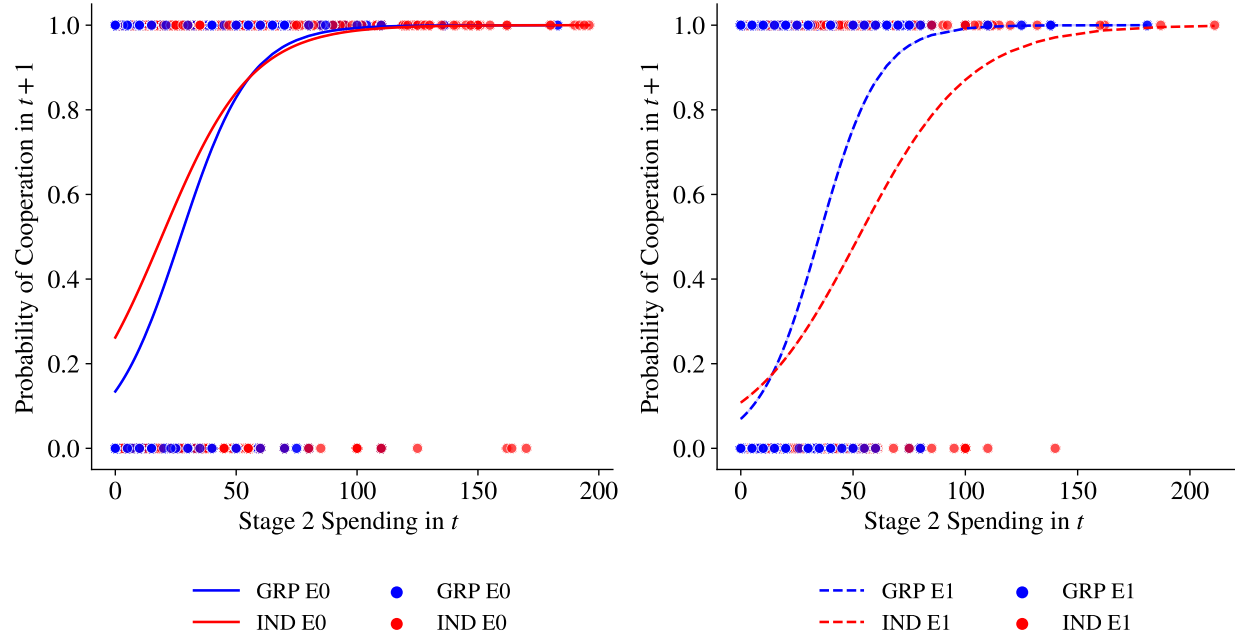 Probability of Cooperation in t + 1
1.0
0.8
0.6
0.4
0.2
0.0
0 50 100 150 200
Stage 2 Spending in t
GRP E0 GRP E0
IND E0 IND E0
Probability of Cooperation in t + 1
1.0
0.8
0.6
0.4
0.2
0.0
0 50 100 150 200
Stage 2 Spending in t
GRP E1 GRP E1
IND E1 IND E1